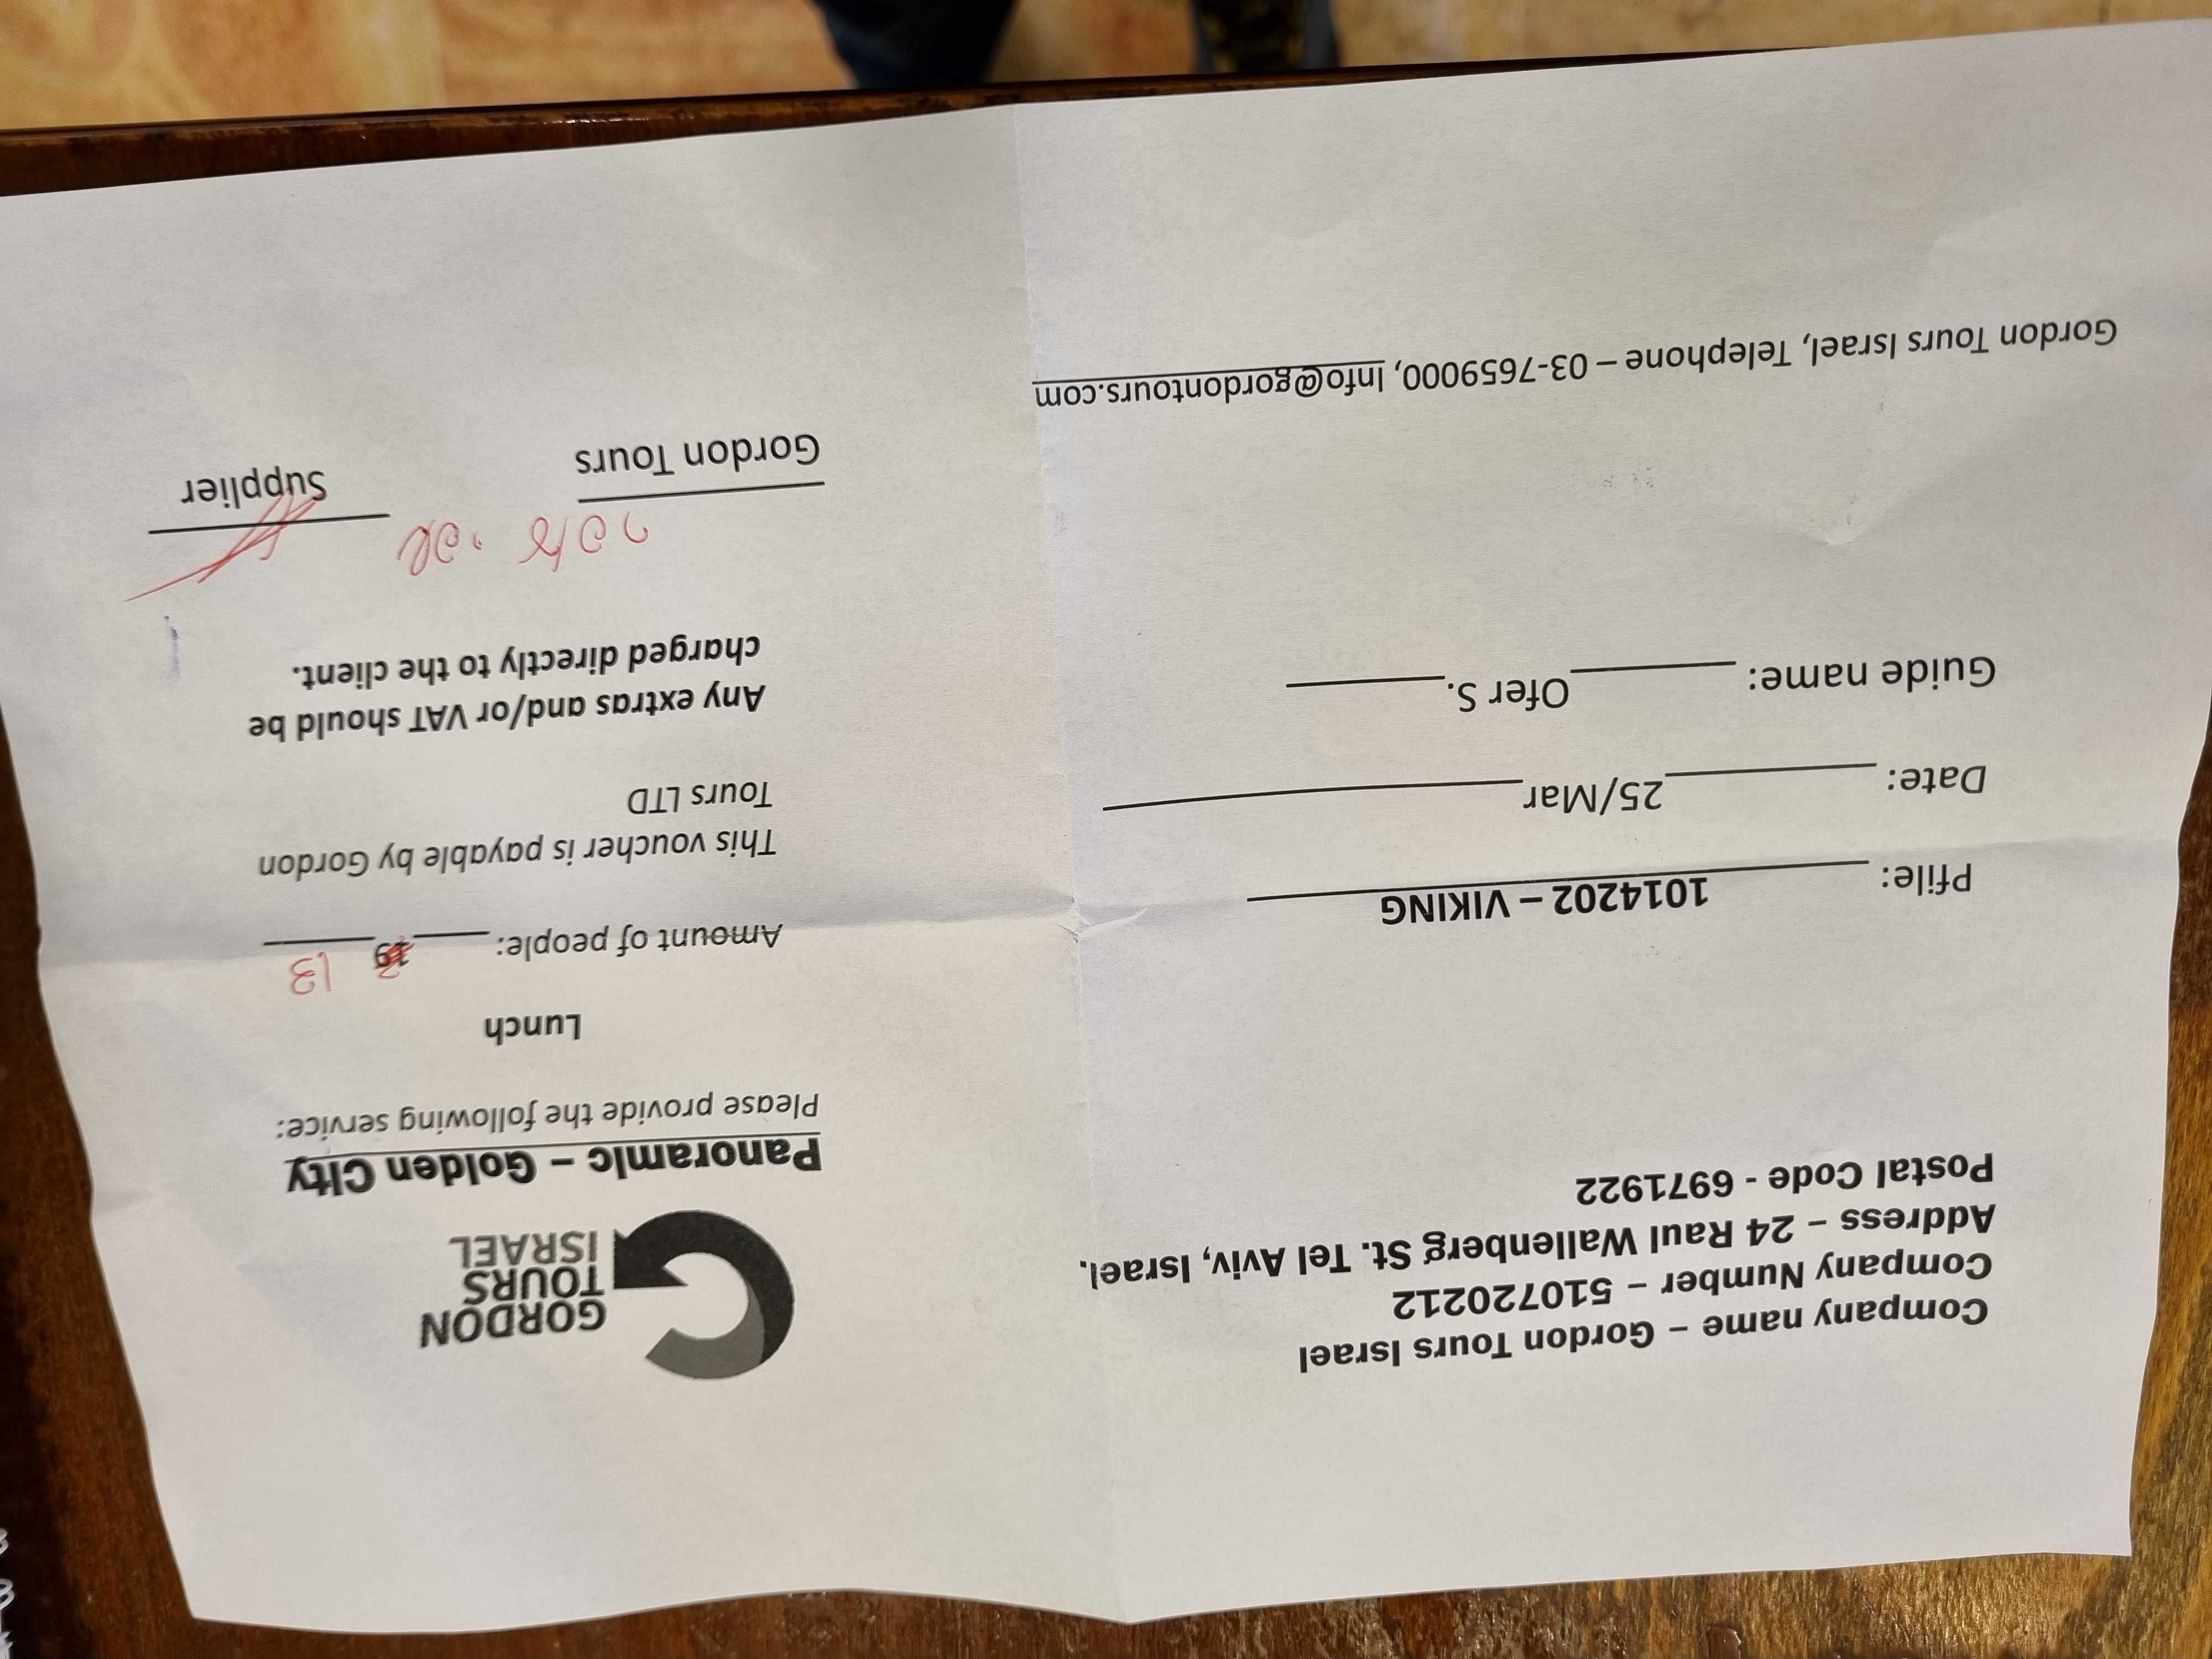 Company name – Gordon Tours Israel
Company Number – 510720212
Address – 24 Raul Wallenberg St. Tel Aviv, Israel.
Postal Code - 6971922
Pfile: 1014202 – VIKING
Date: 25/Mar
Guide name: Ofer S.
Gordon Tours Israel, Telephone – 03-7659000, Info@gordontours.com
GORDON
TOURS
ISRAEL
Panoramic – Golden City
Please provide the following service:
Lunch
Amount of people: 13
This voucher is payable by Gordon
Tours LTD
Any extras and/or VAT should be
charged directly to the client.
Gordon Tours
Supplier